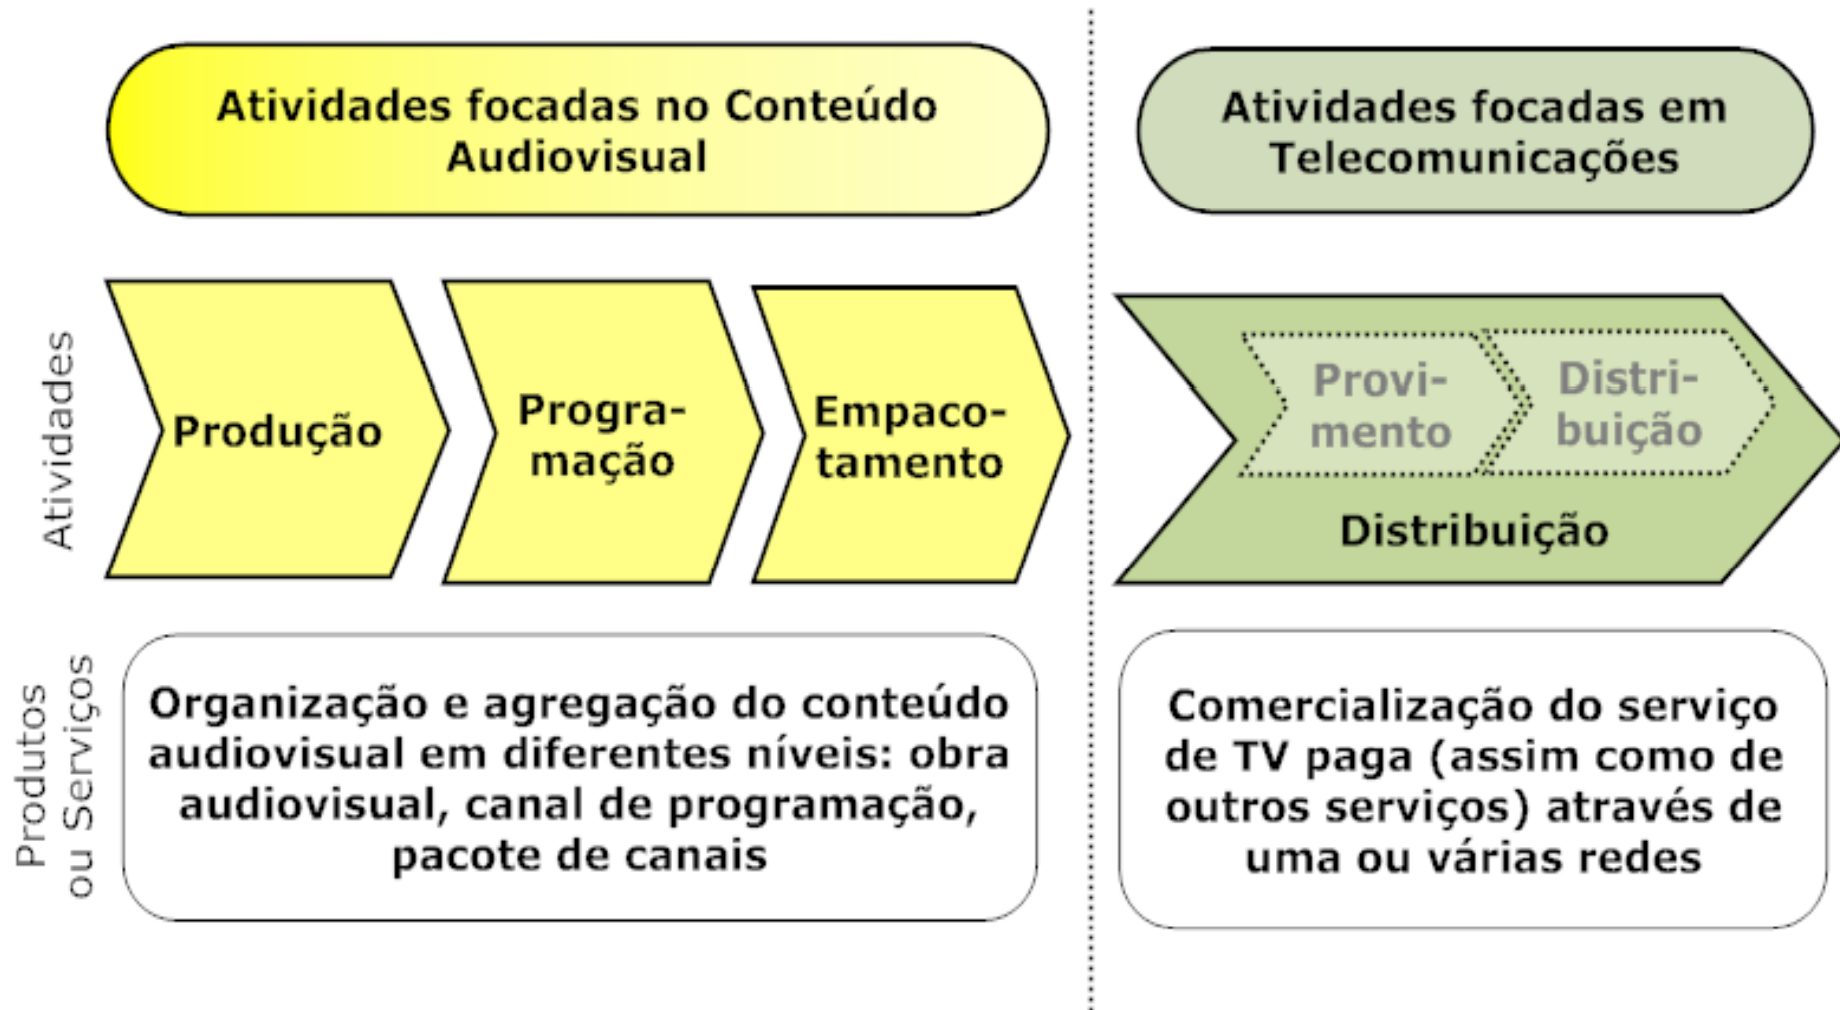 Atividades focadas no Conteúdo
Audiovisual
Atividades focadas em
Telecomunicações
Atividades
Produção
Progra-
mação
Empaco-
tamento
Provi-
mento
Distri-
buição
Distribuição
Produtos
ou Serviços
Organização e agregação do conteúdo
audiovisual em diferentes níveis: obra
audiovisual, canal de programação,
pacote de canais
Comercialização do serviço
de TV paga (assim como de
outros serviços) através de
uma ou várias redes